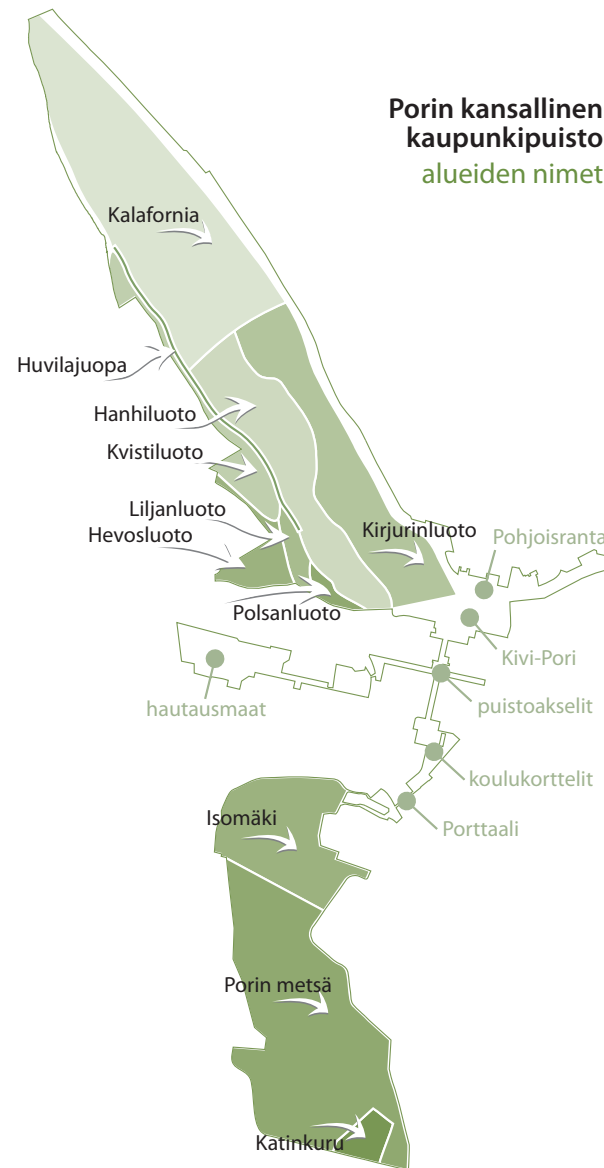 Porin kansallinen
kaupunkipuisto
alueiden nimet
Kalafornia
Huvilajuopa
Hanhiluoto
Kvistiluoto
Liljanluoto
Hevosluoto
Kirjurinluoto
Pohjoisranta
Polsanluoto
Kivi-Pori
hautausmaat
puistoakselit
koulukorttelit
Isomäki
Porttaali
Porin metsä
Katinkuru